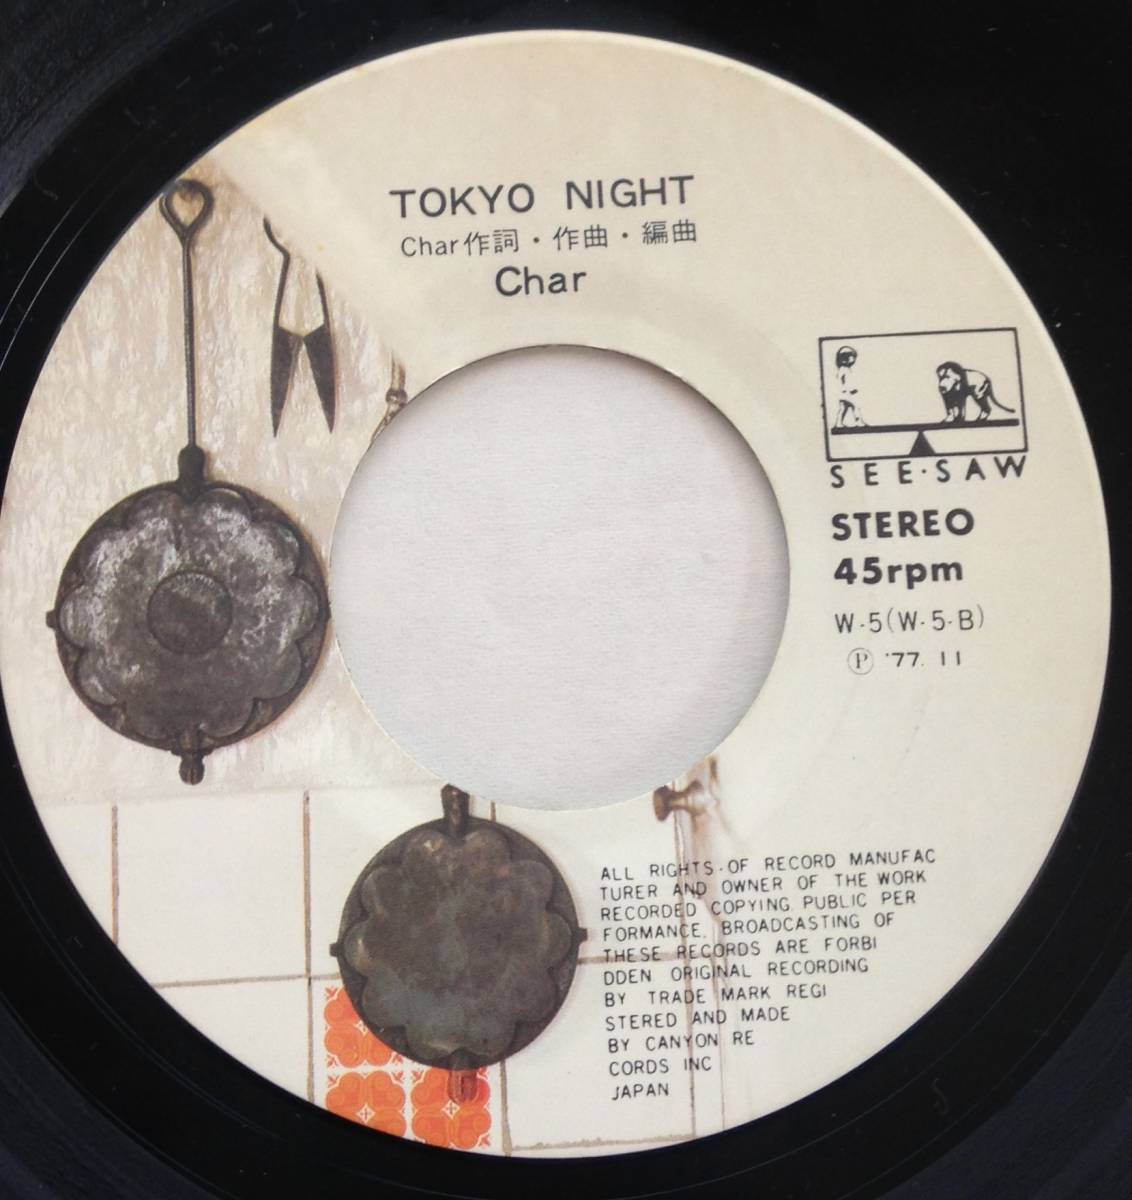 TOKYO NIGHT
Char作詞・作曲・編曲
Char
SEE·SAW
STEREO
45rpm
W-5(W-5-B)
Ⓟ '77. 11
ALL RIGHTS OF RECORD MANUFAC
TURER AND OWNER OF THE WORK
RECORDED COPYING. PUBLIC PER
FORMANCE. BROADCASTING OF
THESE RECORDS ARE FORBI
DDEN ORIGINAL RECORDING
BY TRADE MARK REGI
STERED AND MADE
BY CANYON RE
CORDS INC
JAPAN